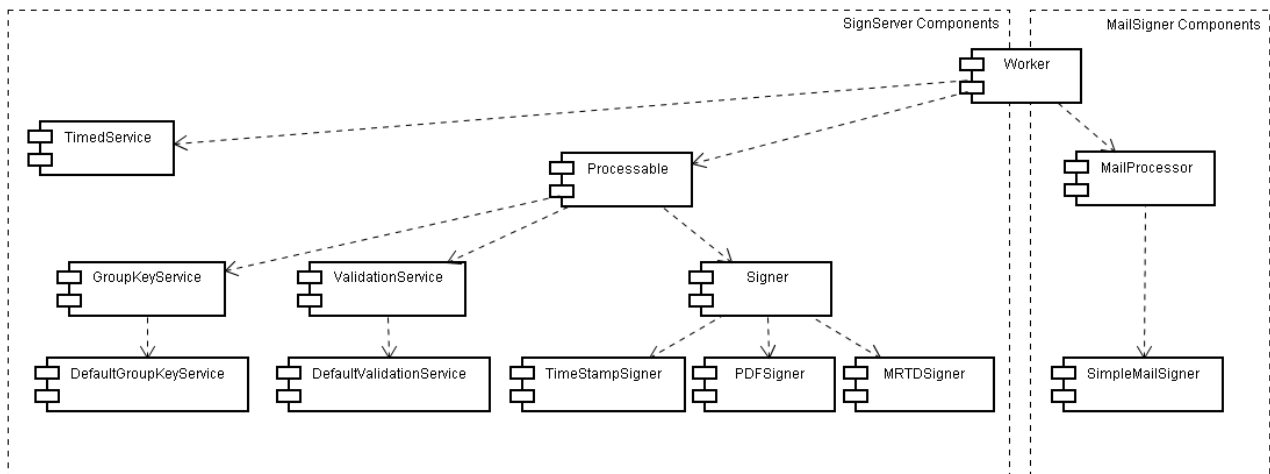 SignServer Components
MailSigner Components
Worker
TimedService
Processable
MailProcessor
GroupKeyService
ValidationService
Signer
DefaultGroupKeyService
DefaultValidationService
TimeStampSigner
PDFSigner
MRTDSigner
SimpleMailSigner